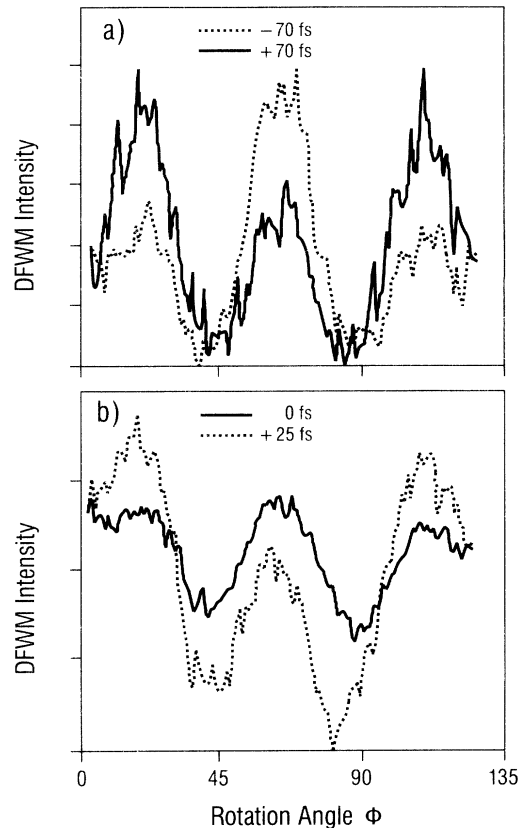 a)
− 70 fs
+ 70 fs
DFWM Intensity
b)
0 fs
+ 25 fs
DFWM Intensity
0 45 90 135
Rotation Angle Φ